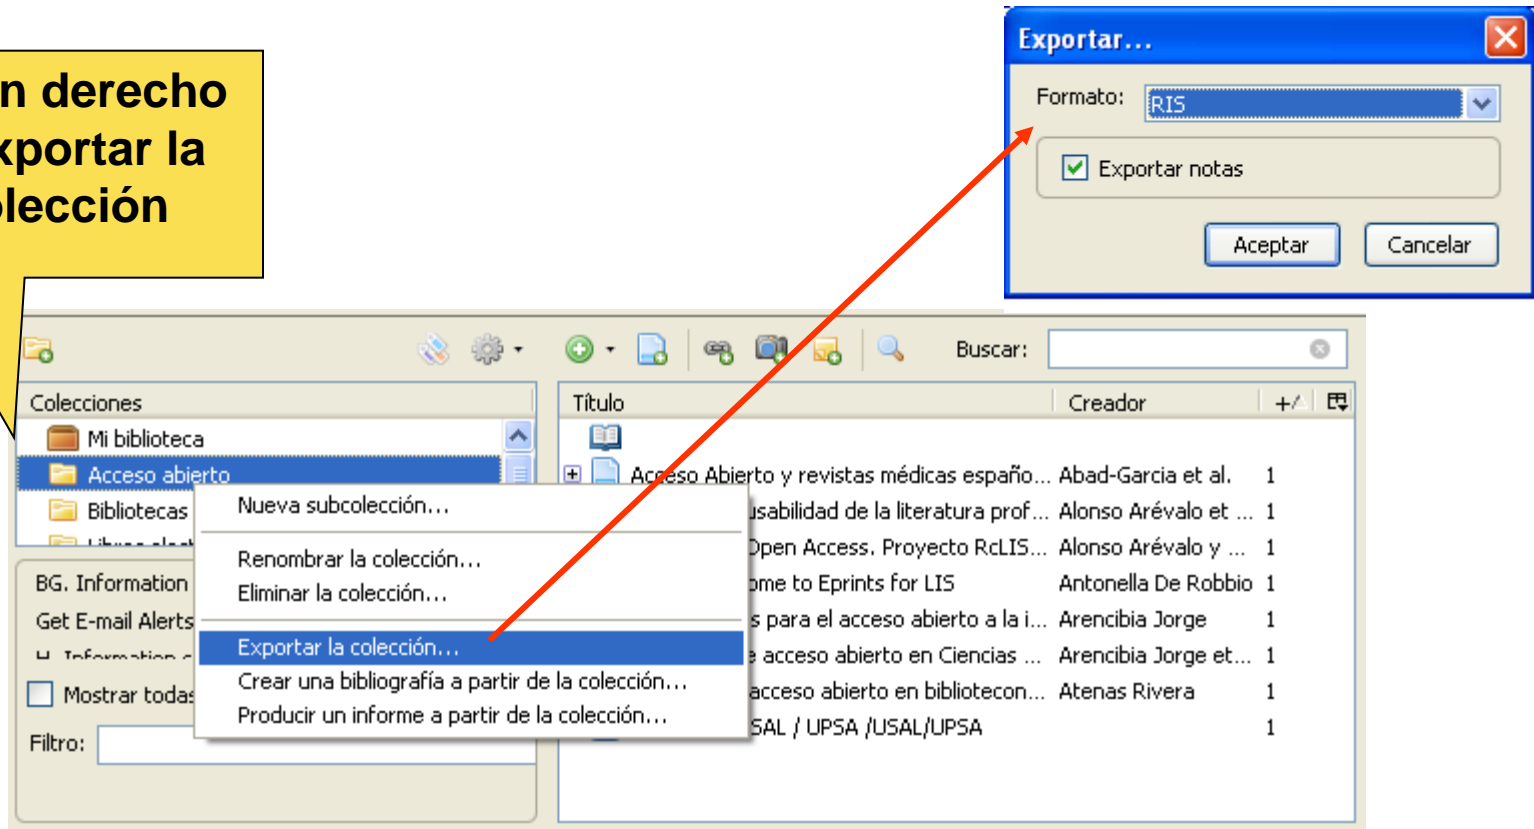 Exportar...
Formato: RIS
Exportar notas
Aceptar Cancelar
n derecho
xportar la
olección
Buscar:
Colecciones
Mi biblioteca
Acceso abierto
Bibliotecas
Nueva subcolección...
Renombrar la colección...
Eliminar la colección...
Exportar la colección...
Crear una bibliografía a partir de la colección...
Producir un informe a partir de la colección...
BG. Information
Get E-mail Alerts
H. Information
Mostrar todas
Filtro:
Título Creador +
Acceso Abierto y revistas médicas españo... Abad-Garcia et al. 1
usabilidad de la literatura prof... Alonso Arévalo et ... 1
Open Access. Proyecto RcLIS... Alonso Arévalo y ... 1
ome to Eprints for LIS Antonella De Robbio 1
s para el acceso abierto a la i... Arencibia Jorge 1
e acceso abierto en Ciencias ... Arencibia Jorge et... 1
acceso abierto en bibliotecon... Atenas Rivera 1
SAL / UPSA /USAL/UPSA 1